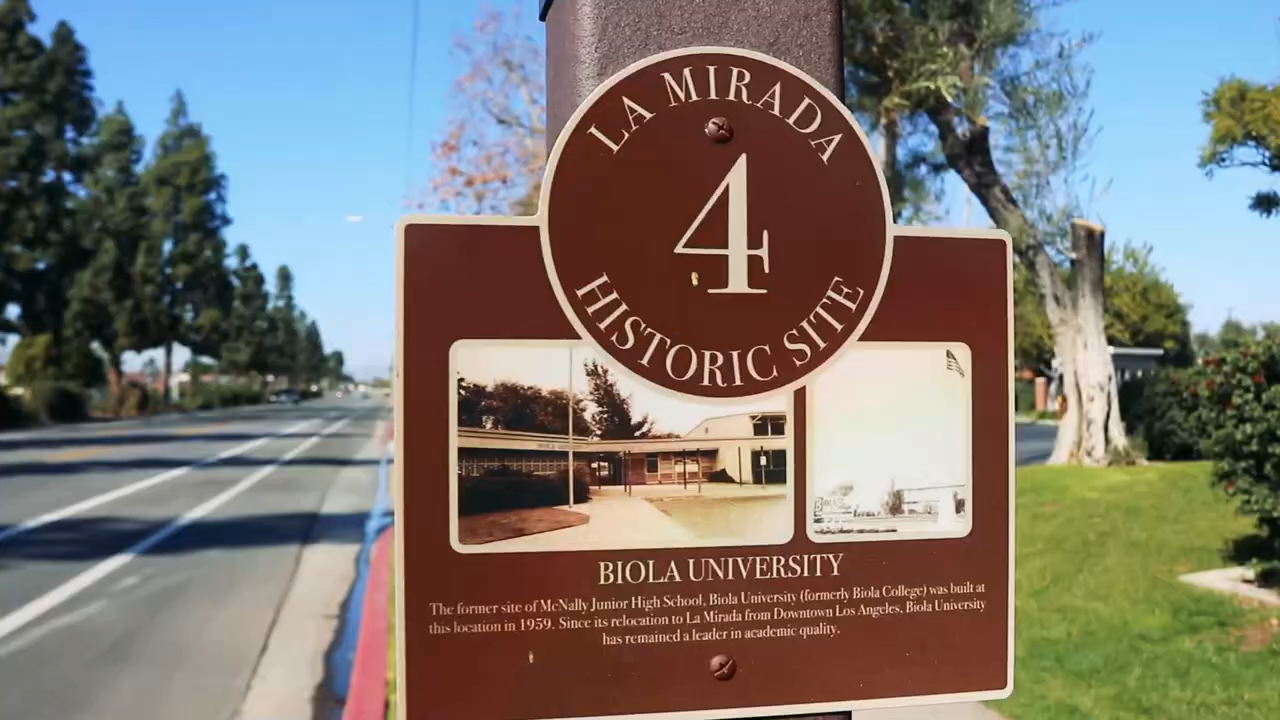 LA MIRADA
4
HISTORIC SITE
BIOLA UNIVERSITY
The former site of McNally Junior High School, Biola University (formerly Biola College) was built at
this location in 1959. Since its relocation to La Mirada from Downtown Los Angeles, Biola University
has remained a leader in academic quality.